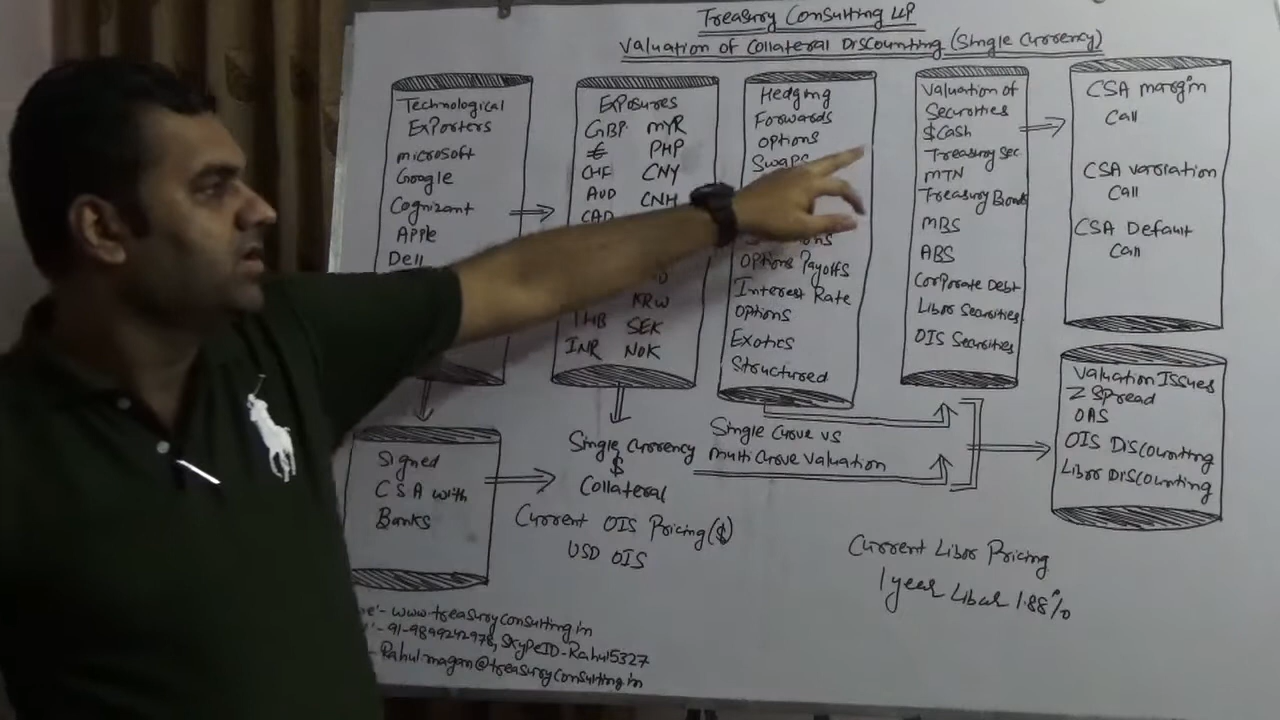 Treasury Consulting LLP
Valuation of Collateral Discounting (Single Currency)
Technological
Exporters
Microsoft
Google
Cognizant
Apple
Dell
Exposures
GBP MYR
€ PHP
CHF CNY
AUD CNH
CAD
KRW
THB SEK
INR NOK
Hedging
Forwards
Options
Swaps
Options Payoffs
Interest Rate
Options
Exotics
Structured
Valuation of
Securities
$ Cash
Treasury Sec
MTN
Treasury Bonds
MBS
ABS
Corporate Debt
Libor Securities
OIS Securities
CSA margin
Call
CSA variation
Call
CSA Default
Call
Signed
CSA with
Banks
Single Currency
$
Collateral
Current OIS Pricing ($)
USD OIS
Single Curve vs
Multi Curve Valuation
Valuation Issues
Z Spread
OAS
OIS Discounting
Libor Discounting
Current Libor Pricing
1 year Libor 1.88%
www.treasuryconsulting.in
91-9899242978, SkypeID-Rahul5327
Rahul.magan@treasuryconsulting.in